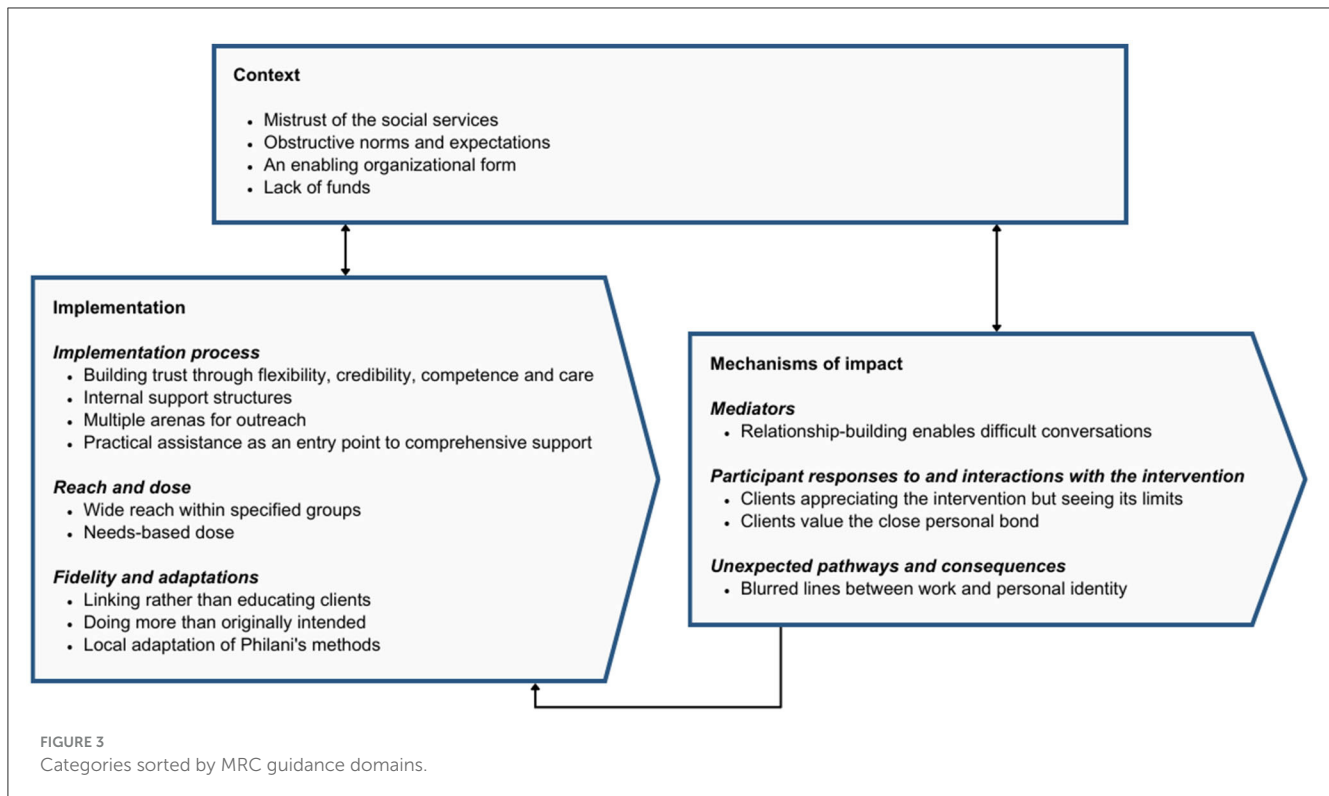 Context
• Mistrust of the social services
• Obstructive norms and expectations
• An enabling organizational form
• Lack of funds
Implementation
Implementation process
• Building trust through flexibility, credibility, competence and care
• Internal support structures
• Multiple arenas for outreach
• Practical assistance as an entry point to comprehensive support
Reach and dose
• Wide reach within specified groups
• Needs-based dose
Fidelity and adaptations
• Linking rather than educating clients
• Doing more than originally intended
• Local adaptation of Philani's methods
Mechanisms of impact
Mediators
• Relationship-building enables difficult conversations
Participant responses to and interactions with the intervention
• Clients appreciating the intervention but seeing its limits
• Clients value the close personal bond
Unexpected pathways and consequences
• Blurred lines between work and personal identity
FIGURE 3
Categories sorted by MRC guidance domains.